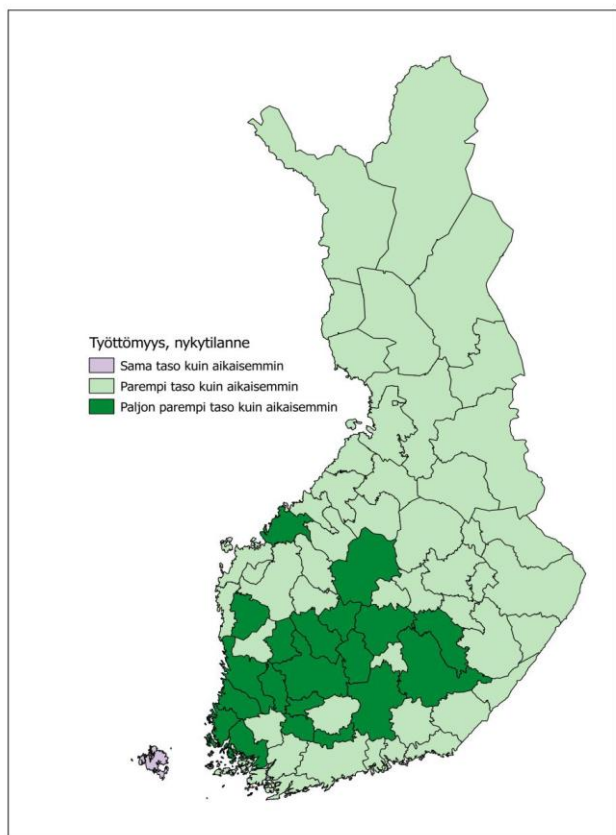 Työttömyys, nykytilanne
Sama taso kuin aikaisemmin
Parempi taso kuin aikaisemmin
Paljon parempi taso kuin aikaisemmin